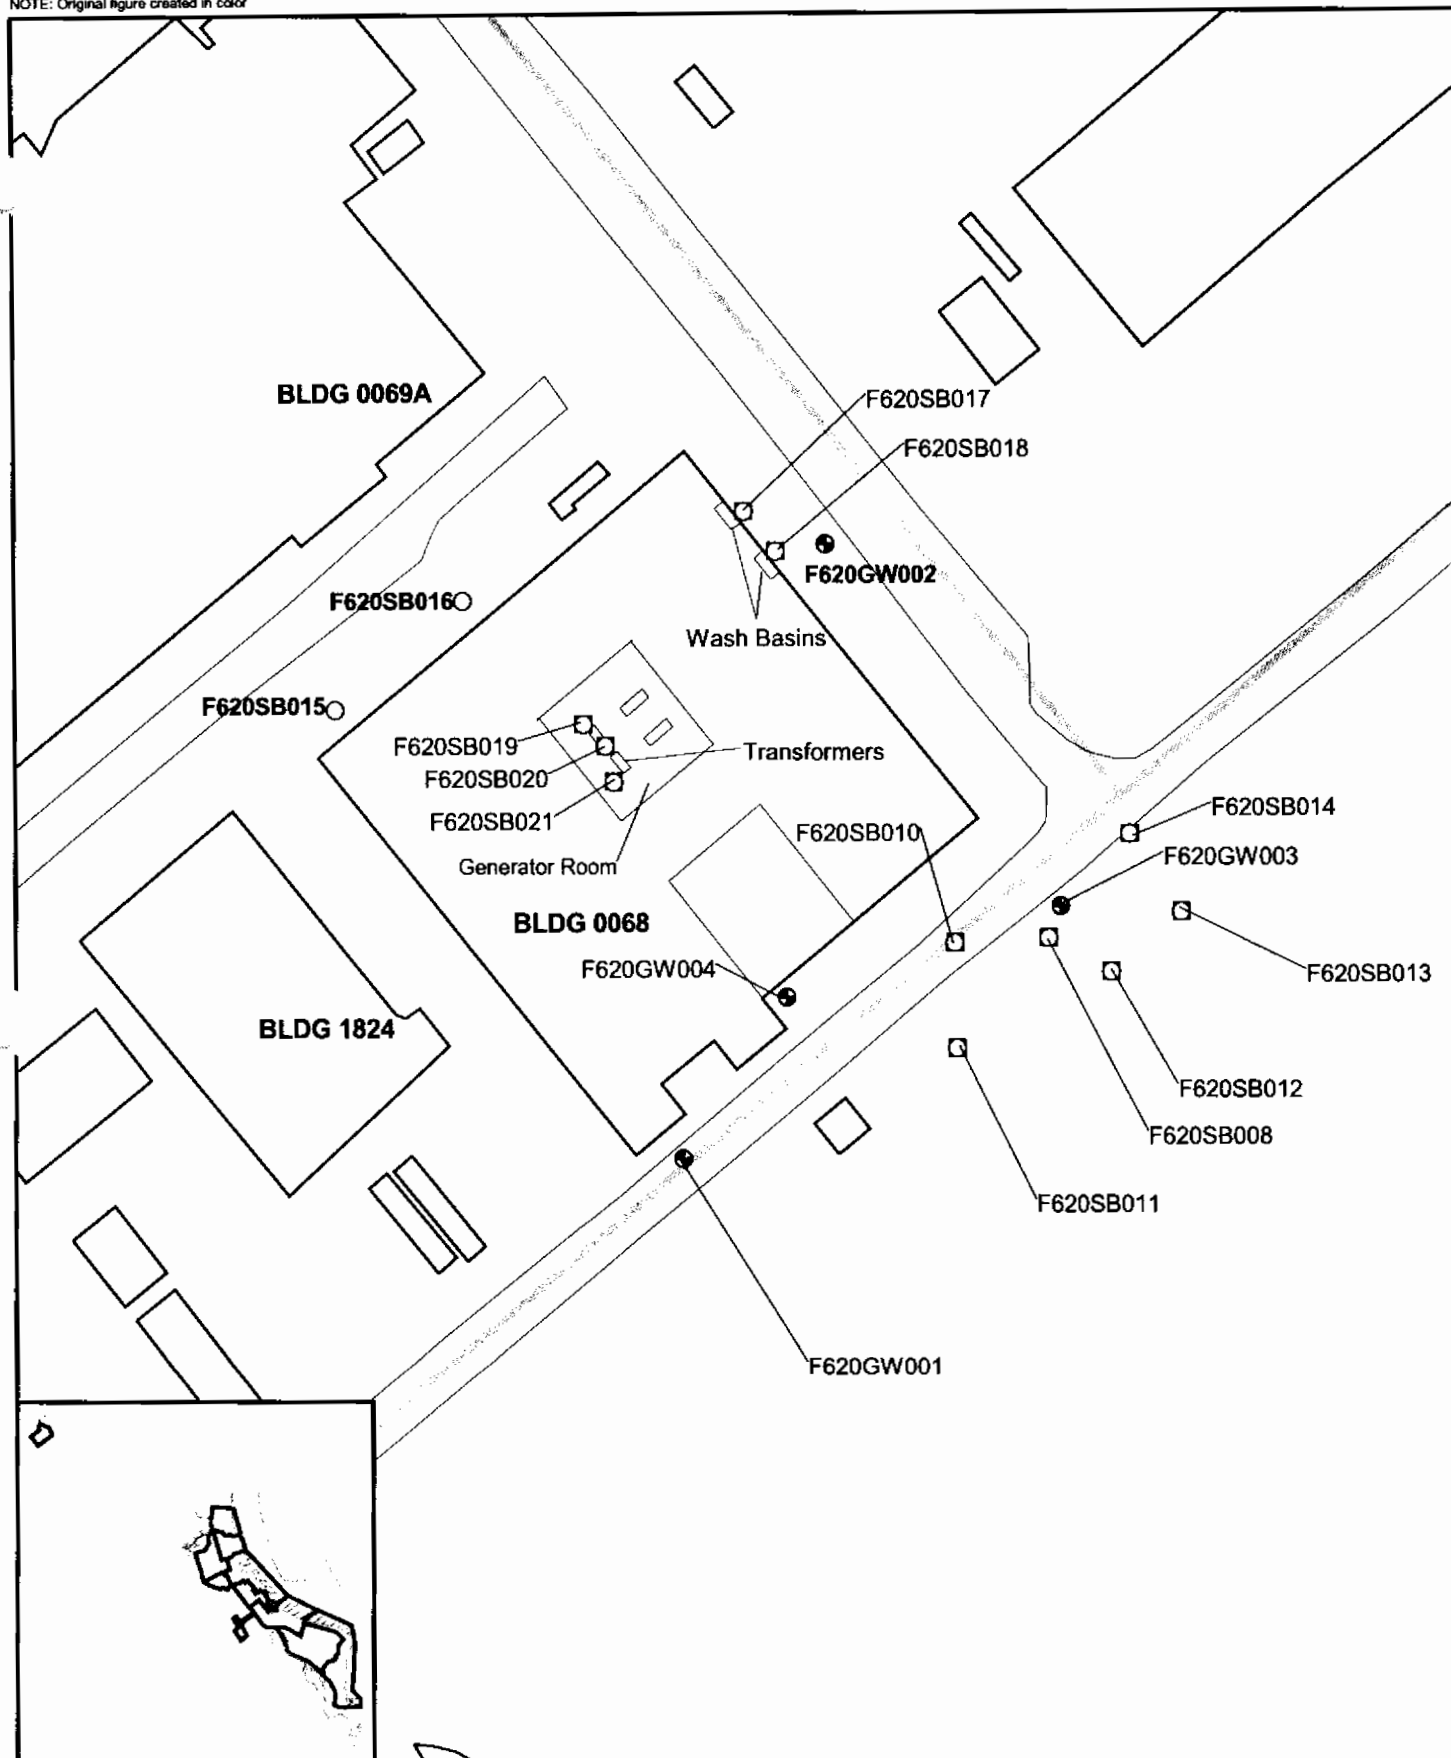 NOTE: Original figure created in color
BLDG 0069A
F620SB017
F620SB018
F620GW002
F620SB016
Wash Basins
F620SB015
F620SB019
Transformers
F620SB020
F620SB014
F620SB021
F620SB010
F620GW003
Generator Room
BLDG 0068
F620GW004
F620SB013
BLDG 1824
F620SB012
F620SB008
F620SB011
F620GW001